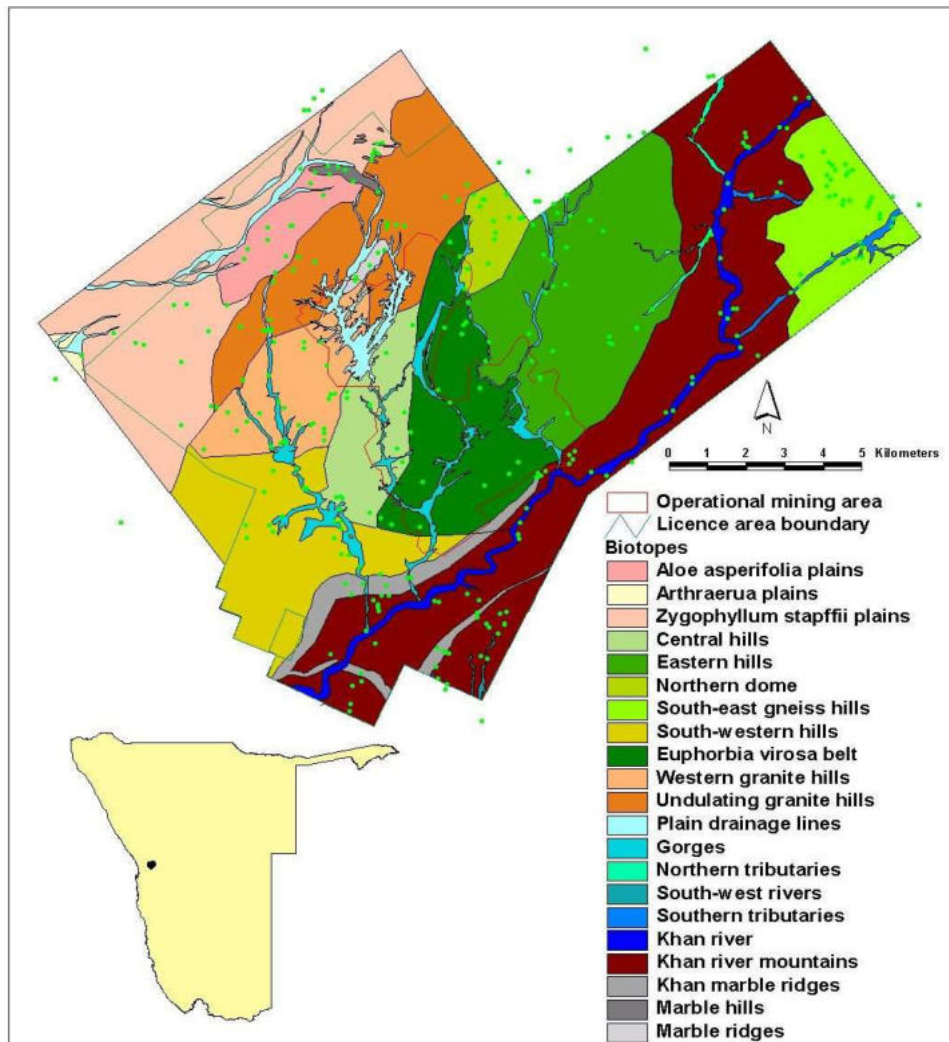 N
0 1 2 3 4 5 Kilometers
Operational mining area
Licence area boundary
Biotopes
Aloe asperifolia plains
Arthraerua plains
Zygophyllum stapffii plains
Central hills
Eastern hills
Northern dome
South-east gneiss hills
South-western hills
Euphorbia virosa belt
Western granite hills
Undulating granite hills
Plain drainage lines
Gorges
Northern tributaries
South-west rivers
Southern tributaries
Khan river
Khan river mountains
Khan marble ridges
Marble hills
Marble ridges